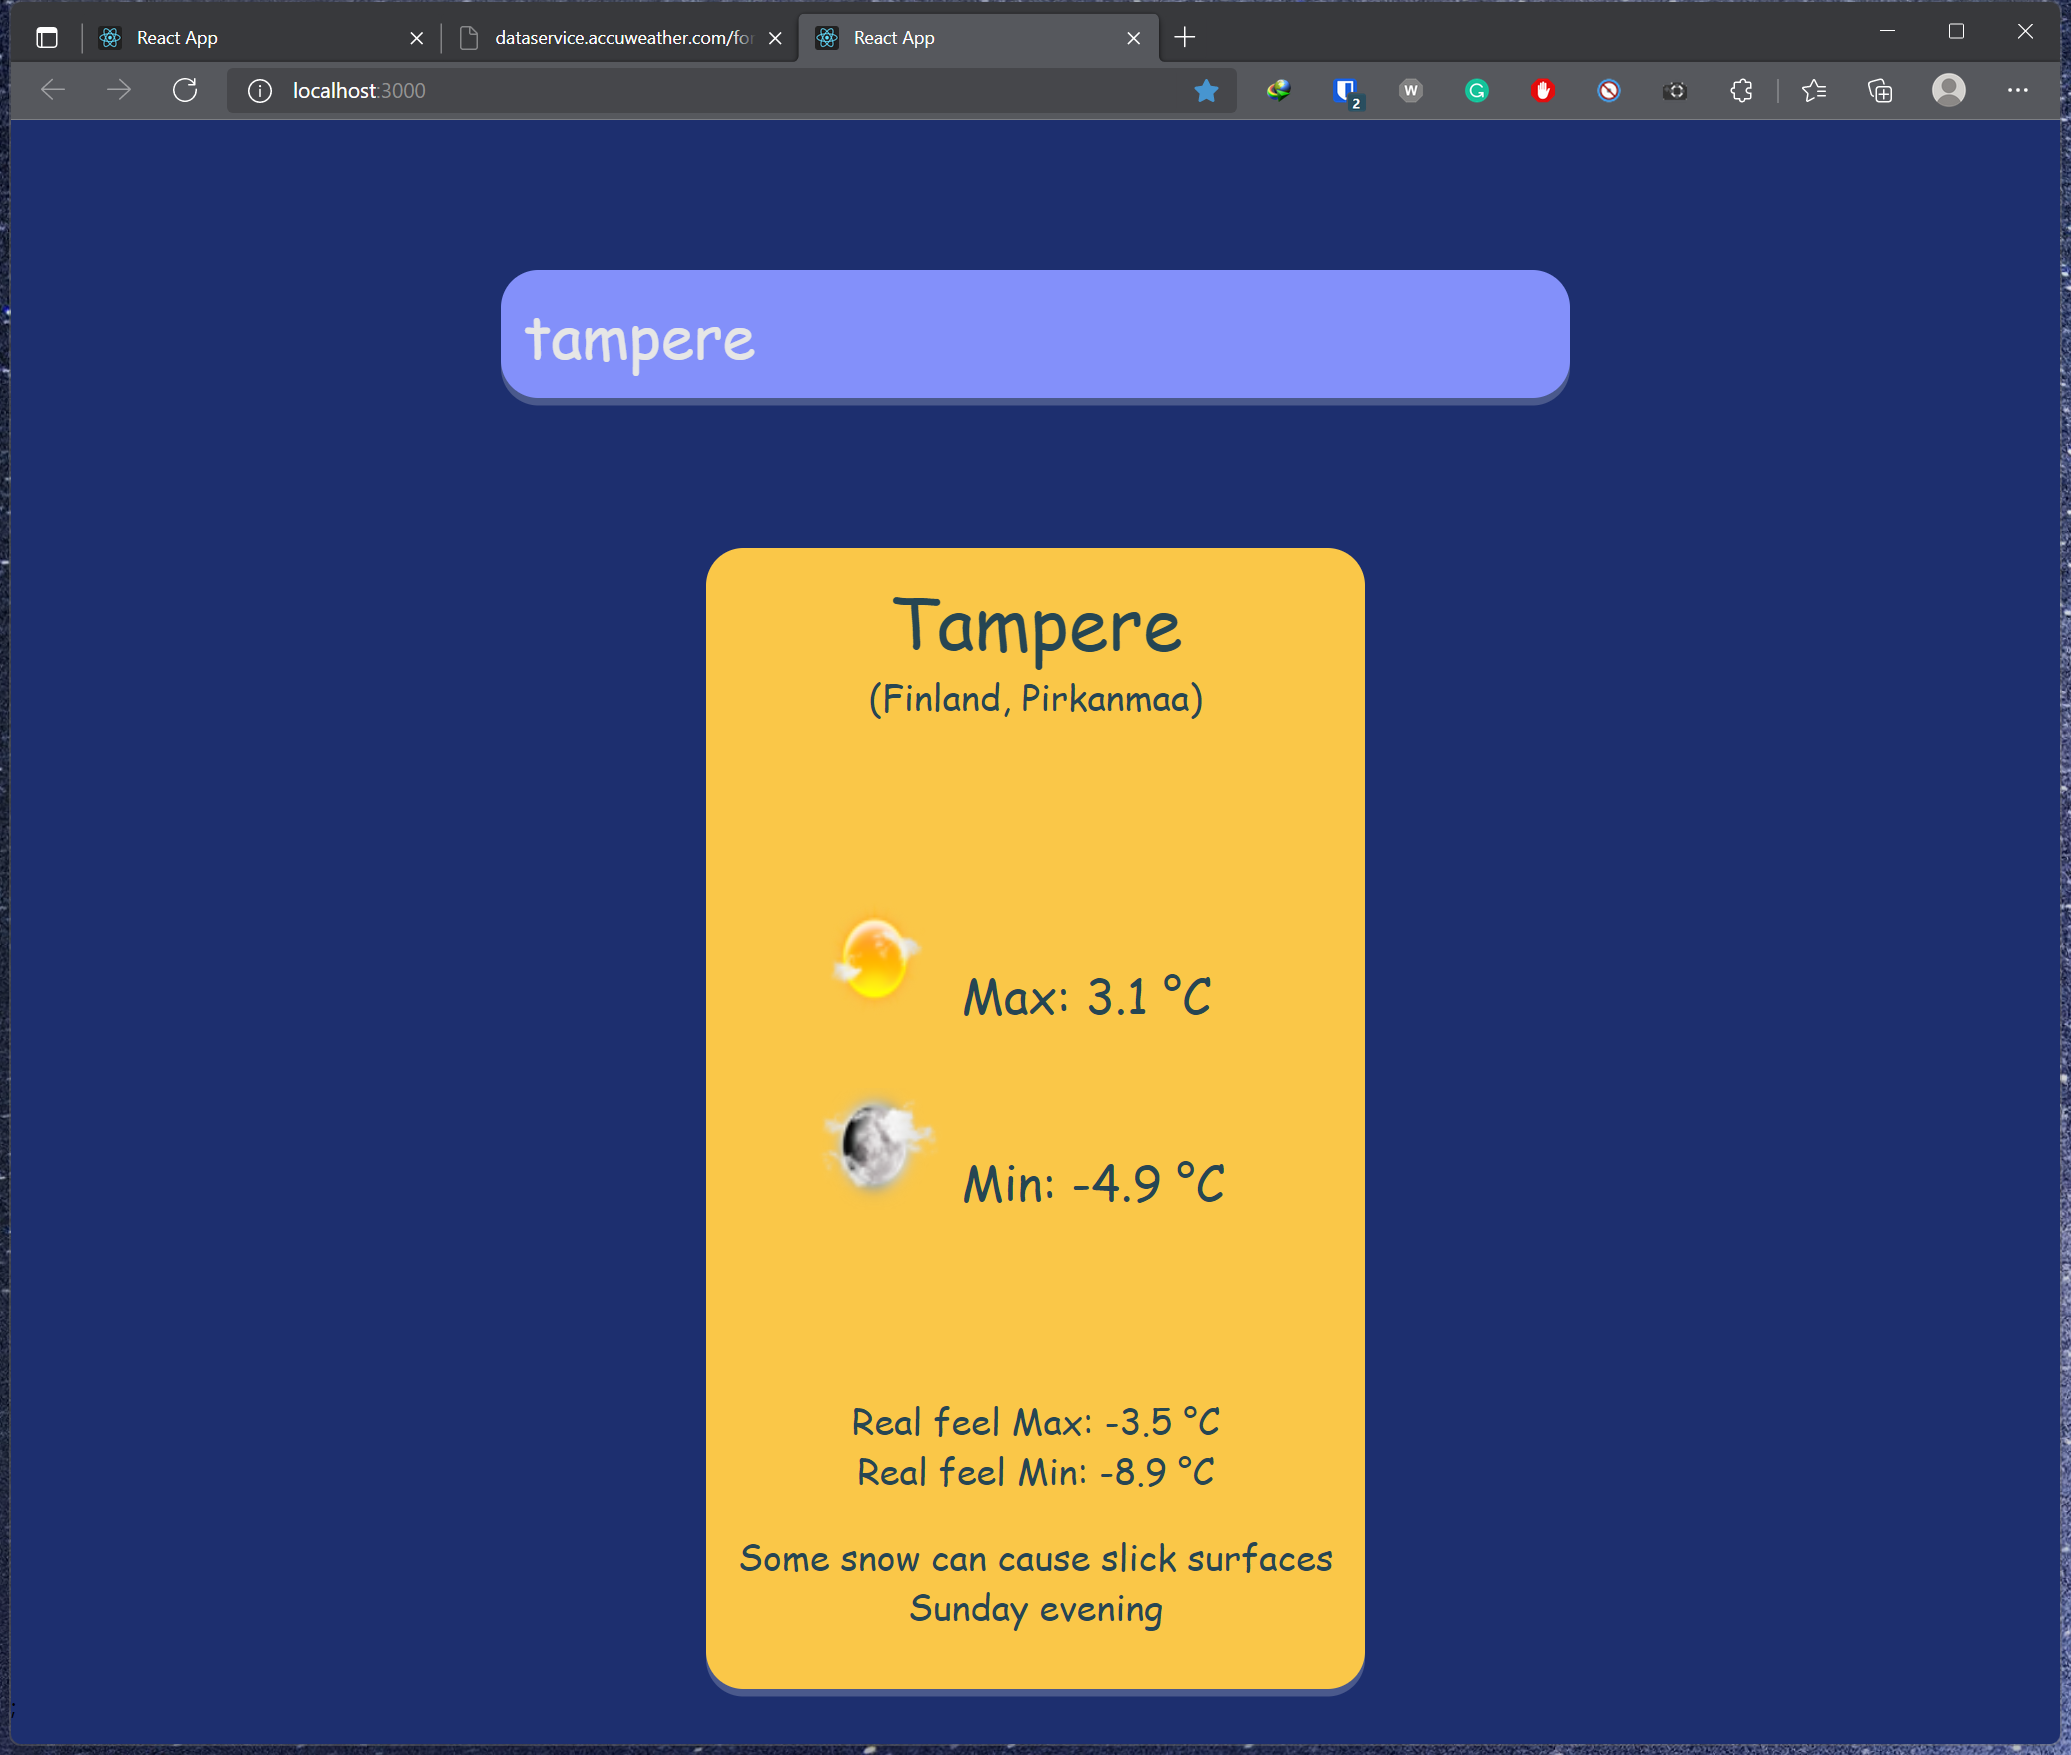 React App
dataservice.accuweather.com/for
React App
localhost:3000
2
W
G
tampere
Tampere
(Finland, Pirkanmaa)
Max: 3.1 °C
Min: -4.9 °C
Real feel Max: -3.5 °C
Real feel Min: -8.9 °C
Some snow can cause slick surfaces
Sunday evening